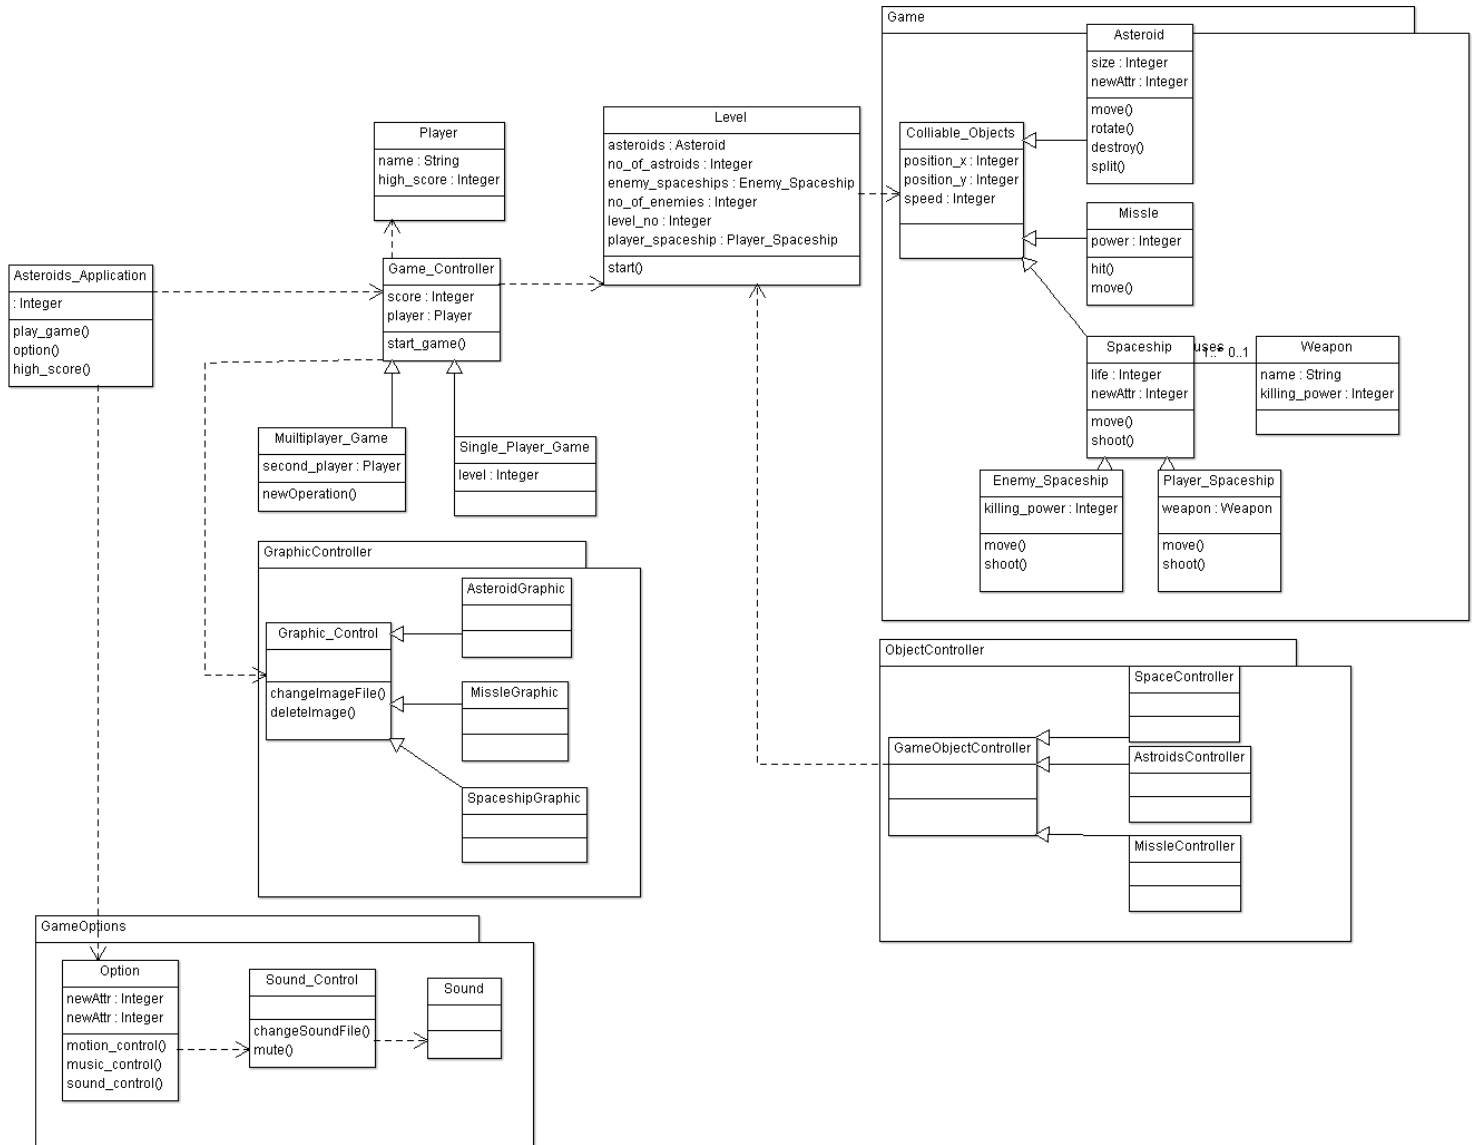 Game
Asteroid
size : Integer
newAttr : Integer
move()
rotate()
destroy()
split()
Colliable_Objects
position_x : Integer
position_y : Integer
speed : Integer
Missle
power : Integer
hit()
move()
Spaceship
life : Integer
newAttr : Integer
move()
shoot()
uses
1..* 0..1
Weapon
name : String
killing_power : Integer
Enemy_Spaceship
killing_power : Integer
move()
shoot()
Player_Spaceship
weapon : Weapon
move()
shoot()
Level
asteroids : Asteroid
no_of_astroids : Integer
enemy_spaceships : Enemy_Spaceship
no_of_enemies : Integer
level_no : Integer
player_spaceship : Player_Spaceship
start()
Player
name : String
high_score : Integer
Asteroids_Application
: Integer
play_game()
option()
high_score()
Game_Controller
score : Integer
player : Player
start_game()
Muiltiplayer_Game
second_player : Player
newOperation()
Single_Player_Game
level : Integer
GraphicController
AsteroidGraphic
Graphic_Control
changeImageFile()
deleteImage()
MissleGraphic
SpaceshipGraphic
ObjectController
SpaceController
GameObjectController
AstroidsController
MissleController
GameOptions
Option
newAttr : Integer
newAttr : Integer
motion_control()
music_control()
sound_control()
Sound_Control
changeSoundFile()
mute()
Sound